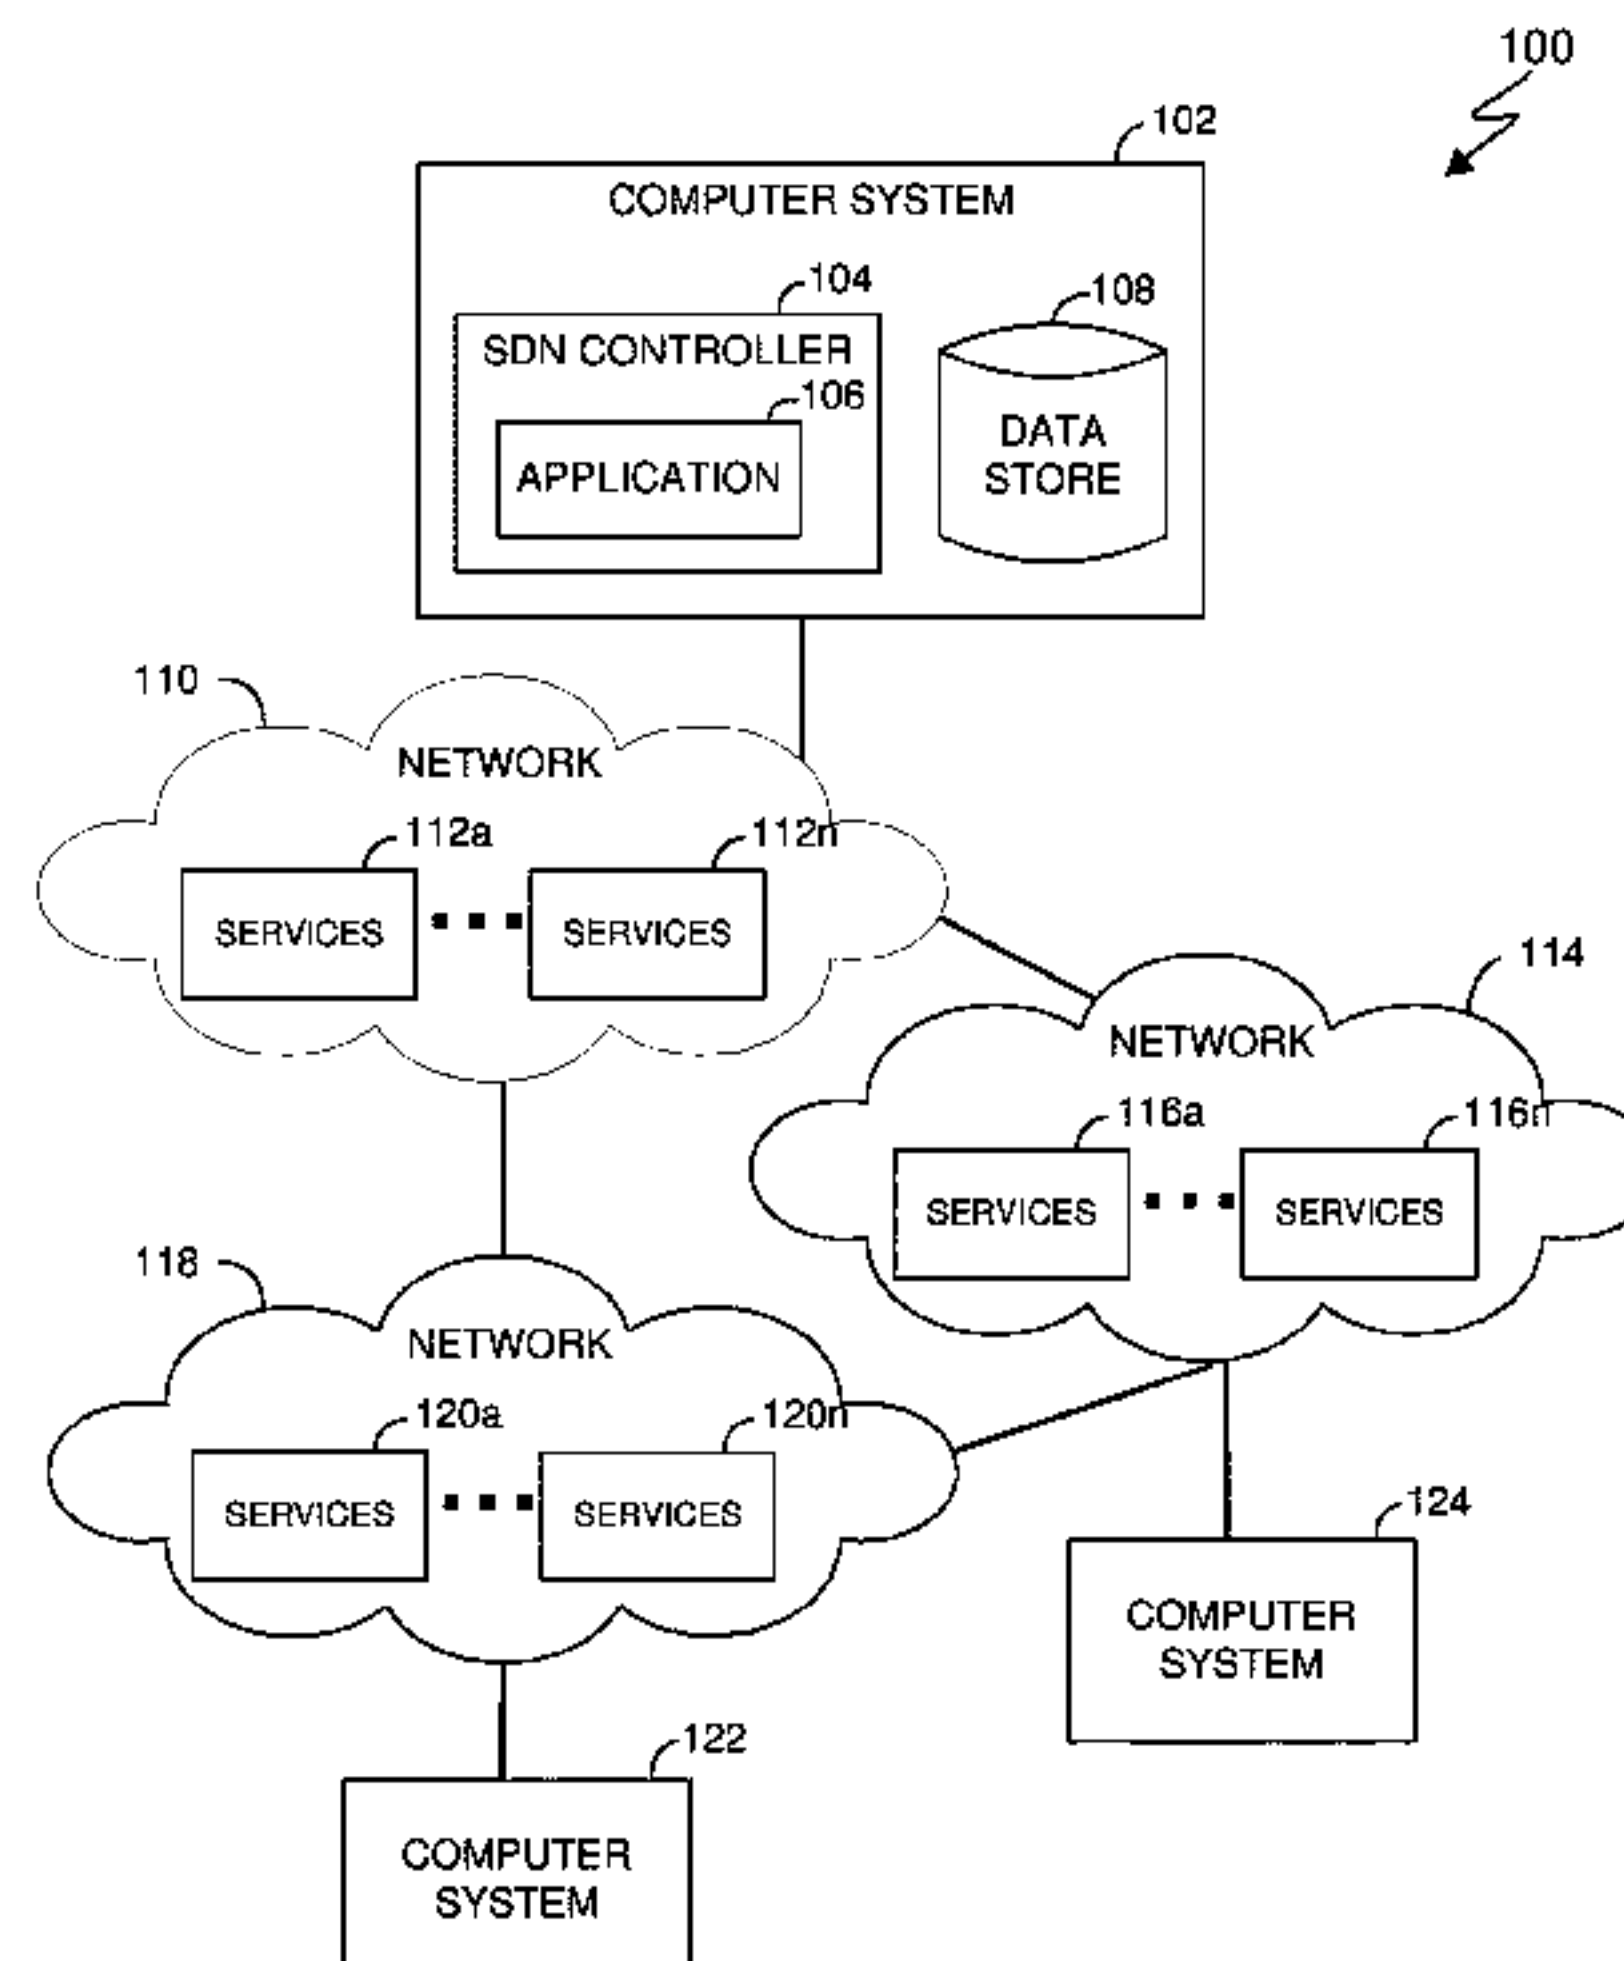 100
102
COMPUTER SYSTEM
104
108
SDN CONTROLLER
106
APPLICATION
DATA
STORE
110
NETWORK
112a
112n
SERVICES
SERVICES
114
NETWORK
116a
116n
SERVICES
SERVICES
118
NETWORK
120a
120n
SERVICES
SERVICES
124
COMPUTER
SYSTEM
122
COMPUTER
SYSTEM